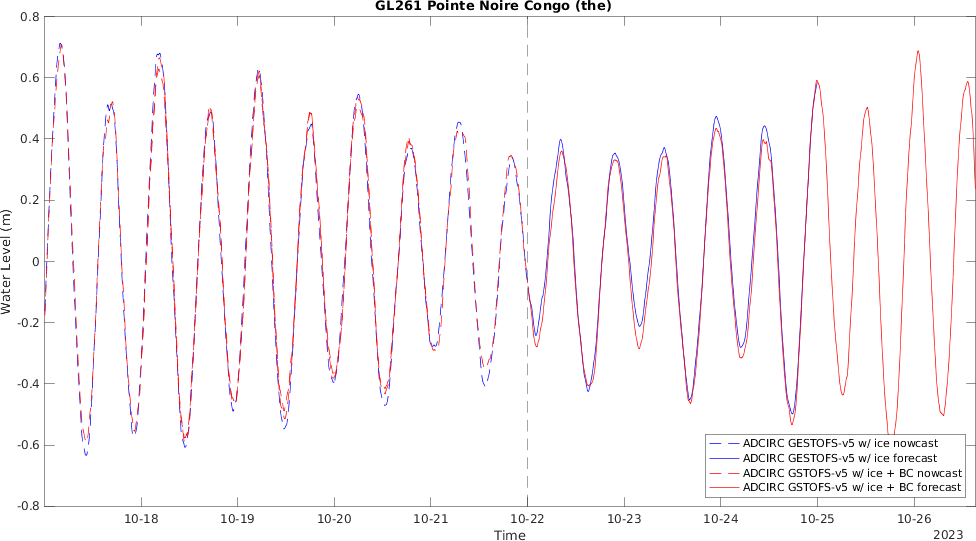 GL261 Pointe Noire Congo (the)
0.8
0.6
0.4
0.2
0
-0.2
-0.4
-0.6
-0.8
Water Level (m)
10-18
10-19
10-20
10-21
10-22
10-23
10-24
10-25
10-26
Time
2023
ADCIRC GESTOFS-v5 w/ ice nowcast
ADCIRC GESTOFS-v5 w/ ice forecast
ADCIRC GSTOFS-v5 w/ ice + BC nowcast
ADCIRC GSTOFS-v5 w/ ice + BC forecast